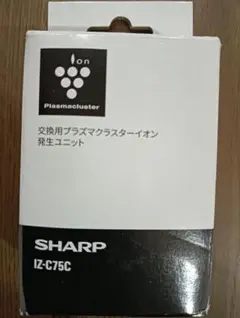 ion
Plasmacluster
交換用プラズマクラスターイオン
発生ユニット
SHARP
IZ-C75C